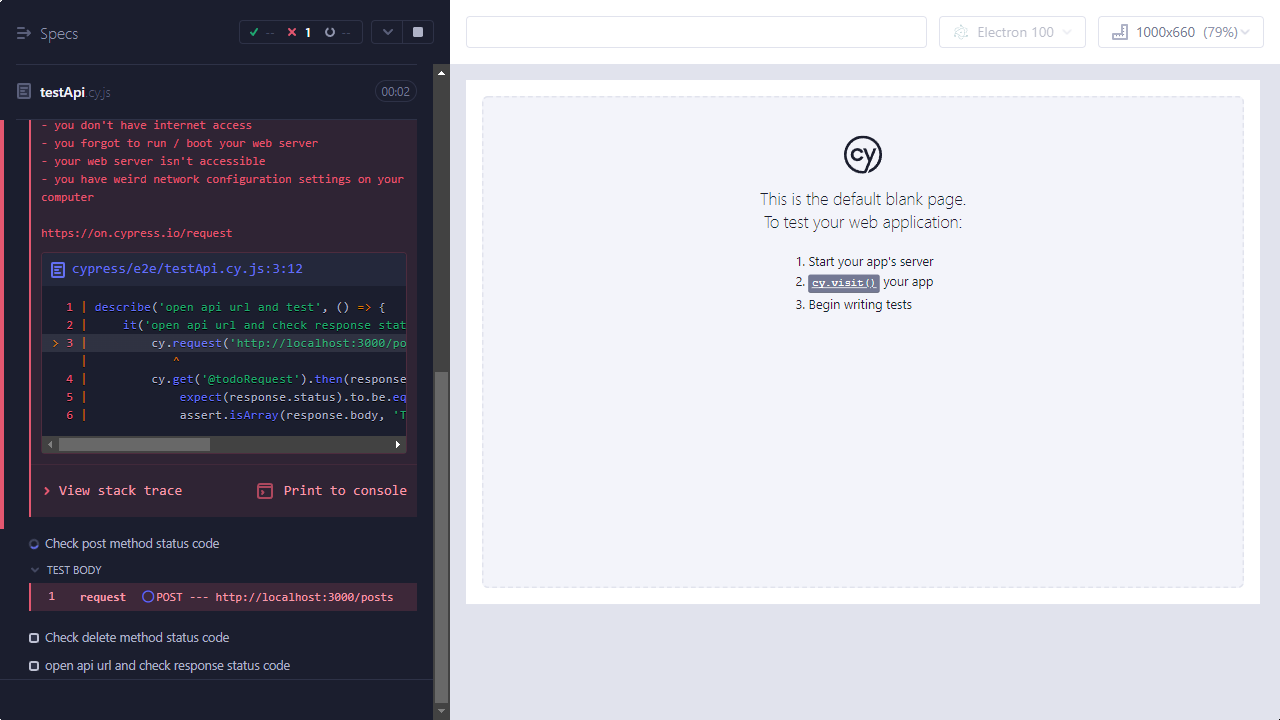 Specs
-- 1 --
Electron 100
1000x660 (79%)
testApi.cy.js
00:02
- you don't have internet access
- you forgot to run / boot your web server
- your web server isn't accessible
- you have weird network configuration settings on your
computer
https://on.cypress.io/request
cypress/e2e/testApi.cy.js:3:12
1 | describe('open api url and test', () => {
2 | it('open api url and check response stat
> 3 | cy.request('http://localhost:3000/po
| ^
4 | cy.get('@todoRequest').then(response
5 | expect(response.status).to.be.eq
6 | assert.isArray(response.body, 'T
View stack trace
Print to console
Check post method status code
TEST BODY
1 request POST --- http://localhost:3000/posts
Check delete method status code
open api url and check response status code
cy
This is the default blank page.
To test your web application:
1. Start your app's server
2. cy.visit() your app
3. Begin writing tests